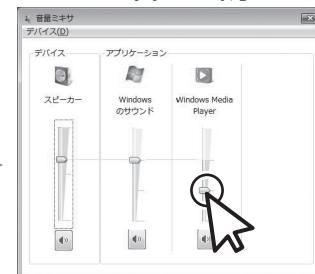 音量ミキサ
デバイス(D)
デバイス
アプリケーション
スピーカー
Windows
のサウンド
Windows Media
Player